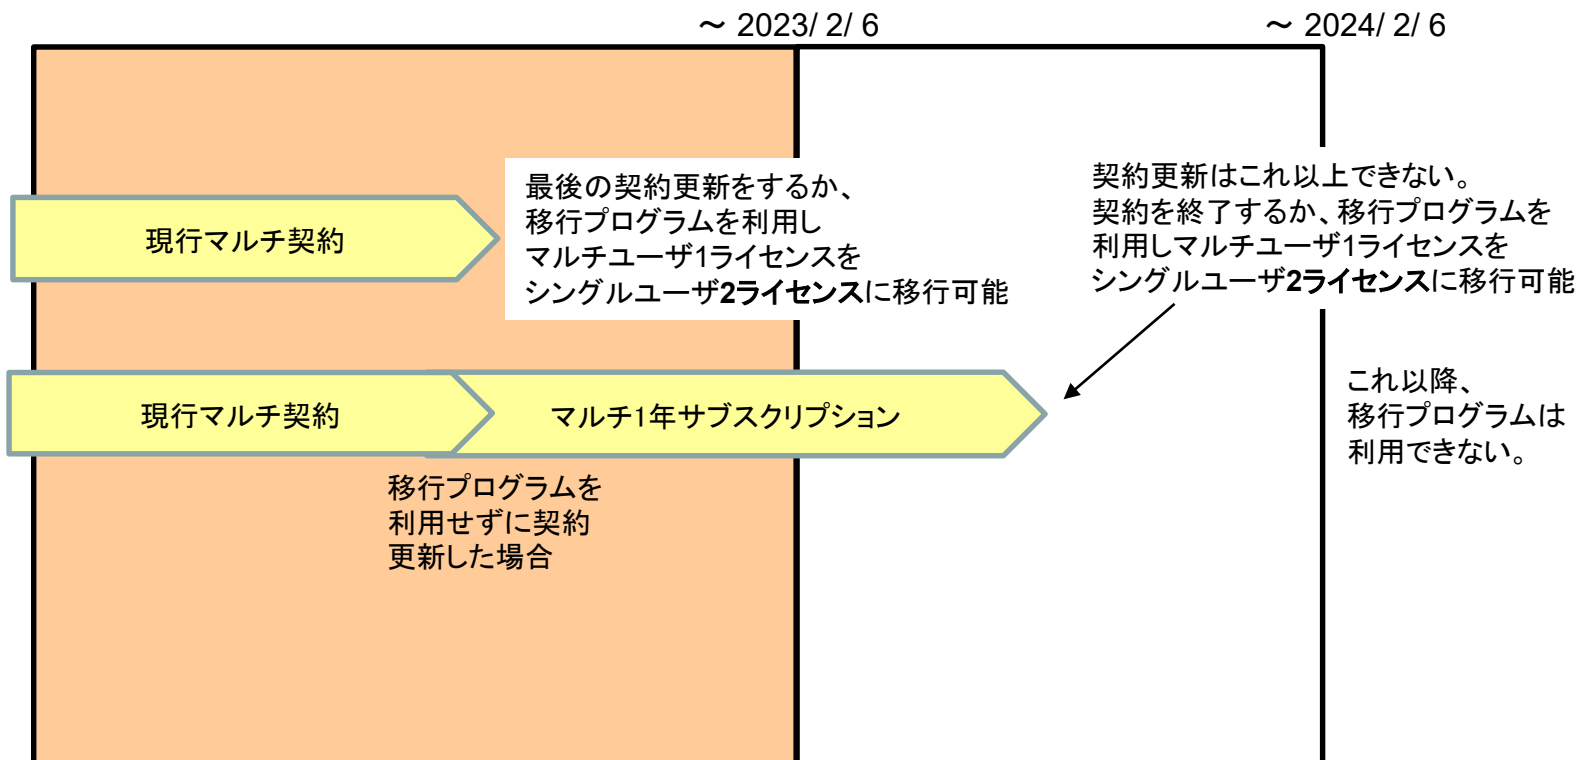 ～ 2023/ 2/ 6
～ 2024/ 2/ 6
現行マルチ契約
最後の契約更新をするか、
移行プログラムを利用し
マルチユーザ1ライセンスを
シングルユーザ2ライセンスに移行可能
契約更新はこれ以上できない。
契約を終了するか、移行プログラムを
利用しマルチユーザ1ライセンスを
シングルユーザ2ライセンスに移行可能
現行マルチ契約
マルチ1年サブスクリプション
これ以降、
移行プログラムは
利用できない。
移行プログラムを
利用せずに契約
更新した場合